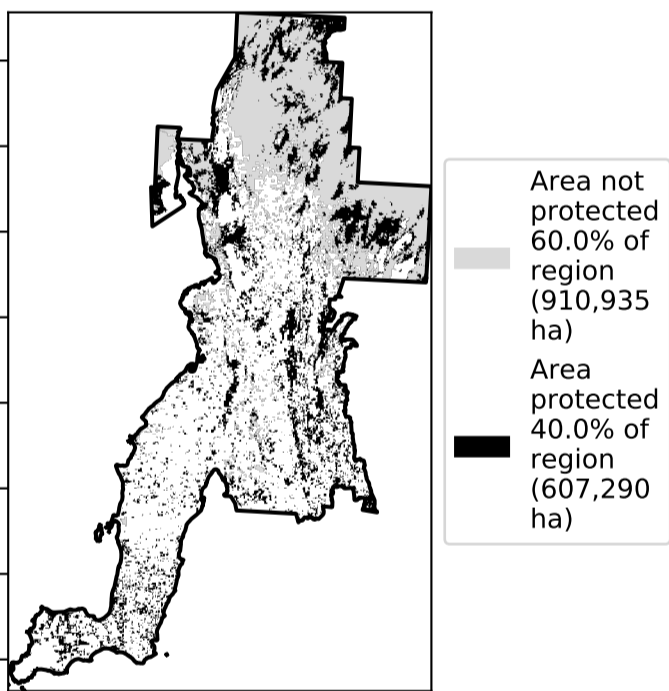 Area not
protected
60.0% of
region
(910,935
ha)
Area
protected
40.0% of
region
(607,290
ha)